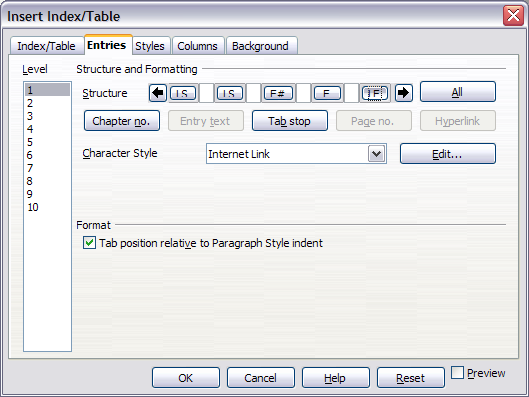 Insert Index/Table
Index/Table Entries Styles Columns Background
Level
Structure and Formatting
1
2
3
4
5
6
7
8
9
10
Structure LS LS E# E All
Chapter no. Entry text Tab stop Page no. Hyperlink
Character Style Internet Link Edit...
Format
Tab position relative to Paragraph Style indent
OK Cancel Help Reset Preview